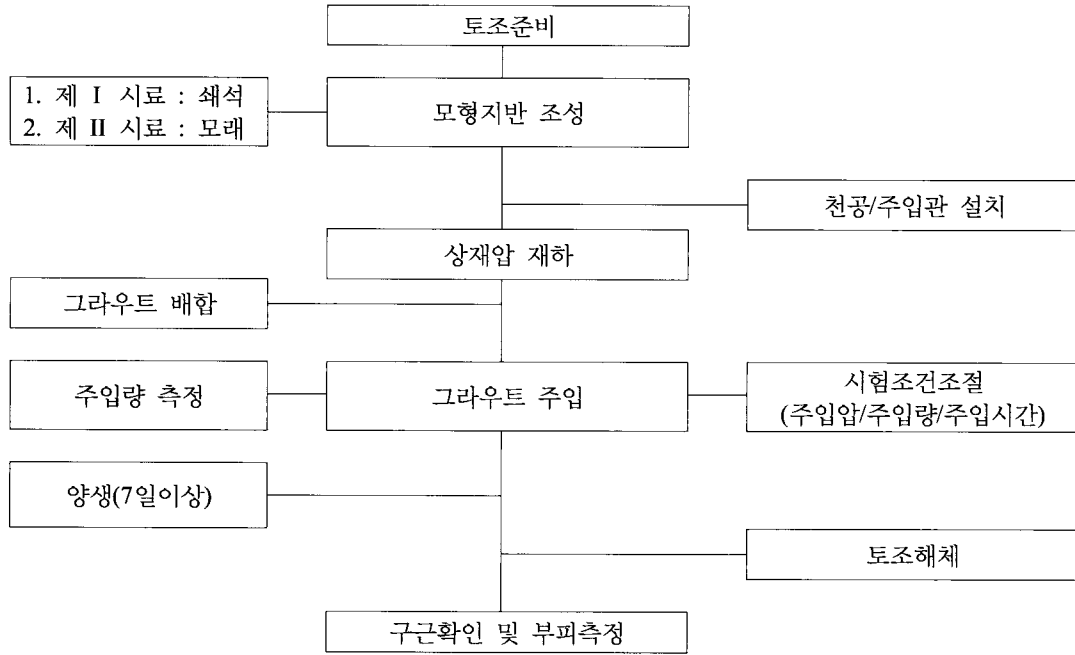 토조준비
1. 제 I 시료 : 쇄석
2. 제 II 시료 : 모래
모형지반 조성
천공/주입관 설치
상재압 재하
그라우트 배합
주입량 측정
그라우트 주입
시험조건조절
(주입압/주입량/주입시간)
양생(7일이상)
토조해체
구근확인 및 부피측정